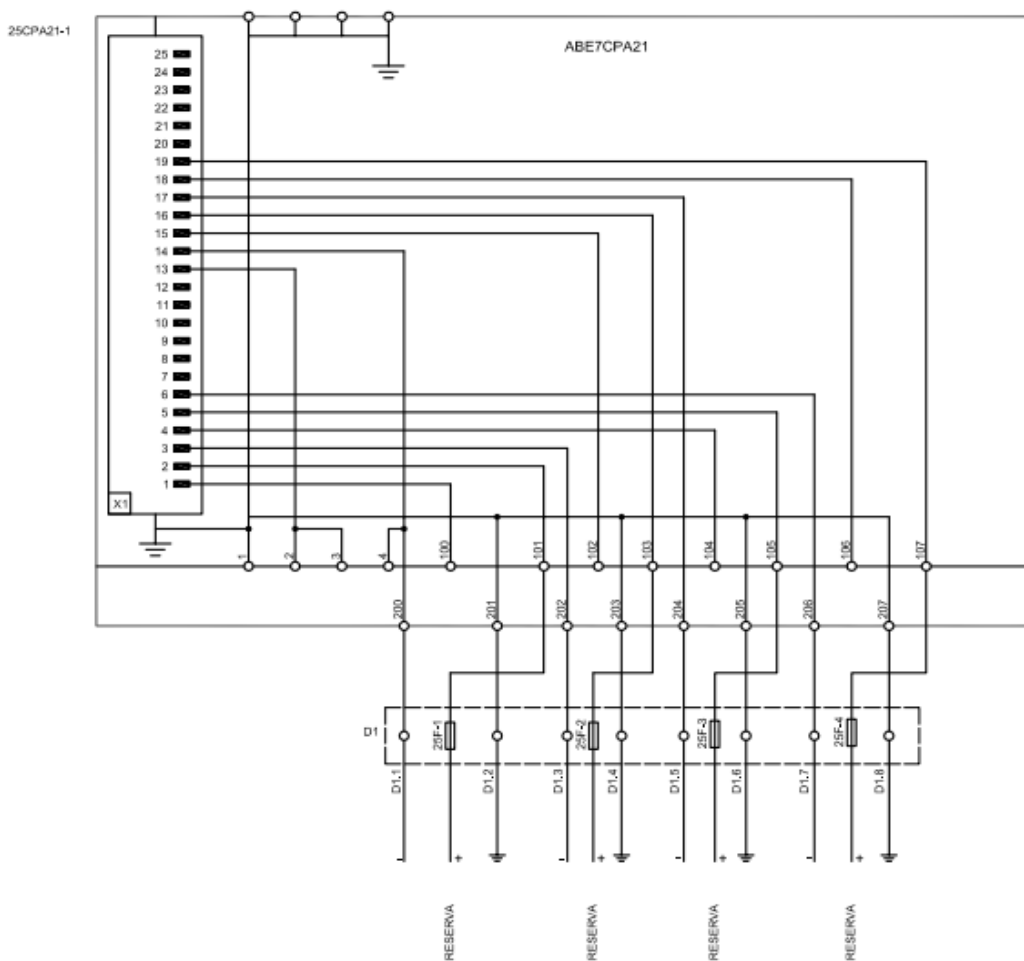 25CPA21-1
ABE7CPA21
25
24
23
22
21
20
19
18
17
16
15
14
13
12
11
10
9
8
7
6
5
4
3
2
1
X1
1
2
3
4
100
101
102
103
104
105
106
107
200
201
202
203
204
205
206
207
D1
25F-1
25F-2
25F-3
25F-4
D1.1
D1.2
D1.3
D1.4
D1.5
D1.6
D1.7
D1.8
-
+
-
+
-
+
-
+
RESERVA
RESERVA
RESERVA
RESERVA